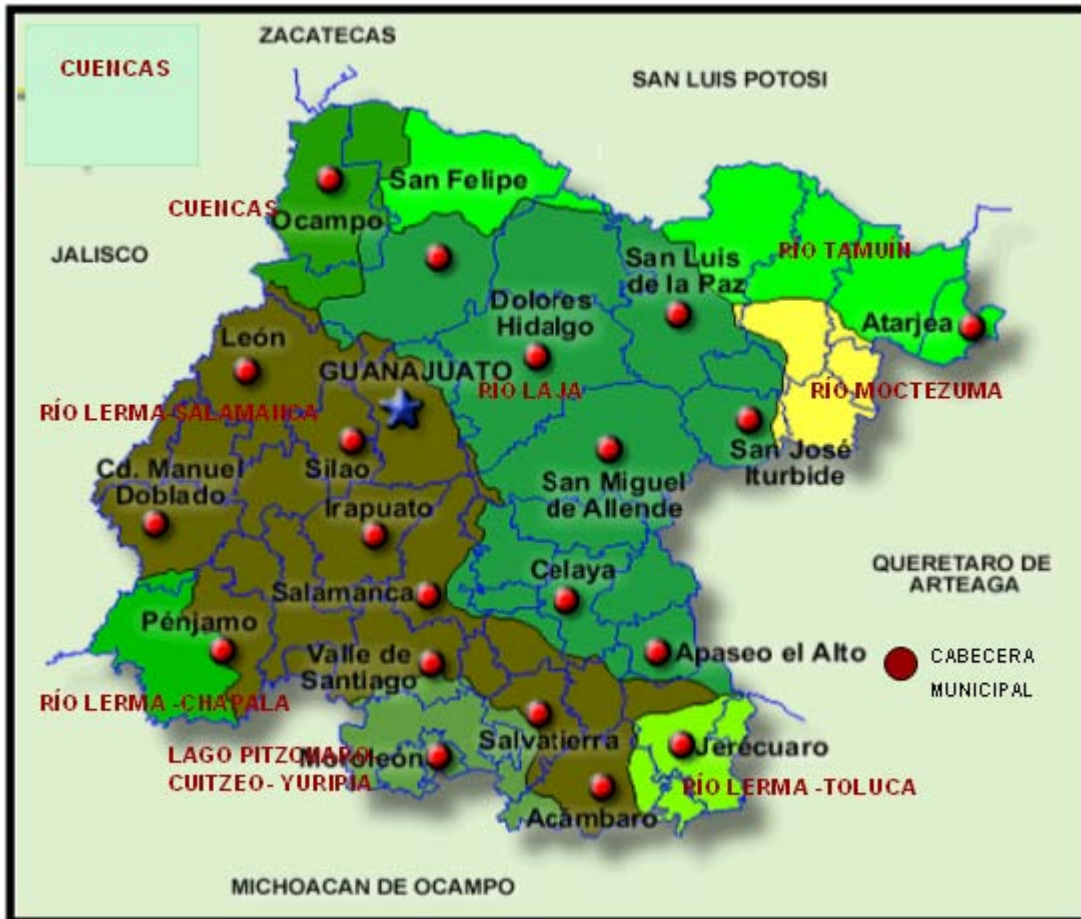 ZACATECAS
CUENCAS
SAN LUIS POTOSI
San Felipe
CUENCAS
Ocampo
JALISCO
RÍO TAMUÍN
San Luis
de la Paz
Dolores
Hidalgo
Atarjea
León
GUANAJUATO
RÍO LAJA
RÍO MOCTEZUMA
RÍO LERMA-SALAMANCA
San José
Iturbide
Cd. Manuel
Doblado
Silao
San Miguel
de Allende
Irapuato
QUERETARO DE
ARTEAGA
Celaya
Salamanca
Pénjamo
Valle de
Santiago
Apaseo el Alto
CABECERA
MUNICIPAL
RÍO LERMA -CHAPALA
Salvatierra
Jerécuaro
LAGO
CUITZEO- YURIPIA
Moroleón
RÍO LERMA -TOLUCA
Acámbaro
MICHOACAN DE OCAMPO